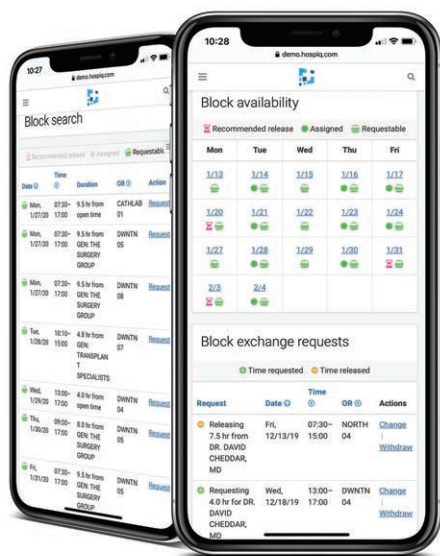 10:27
demo.hospiq.com
Block search
Recommended release Assigned Requestable
Date Time Duration OR Action
Mon, 1/27/20 07:30–17:00 9.5 hr from open time CATHLAB 01 Request
Mon, 1/27/20 07:30–17:00 9.5 hr from GEN: THE SURGERY GROUP DWNTN 05 Request
Mon, 1/27/20 07:30–17:00 9.5 hr from GEN: THE SURGERY GROUP DWNTN 08 Request
Tue, 1/28/20 10:10–15:00 4.8 hr from GEN: TRANSPLANT SPECIALISTS DWNTN 07 Request
Wed, 1/29/20 13:00–17:00 4.0 hr from open time DWNTN 04 Request
Thu, 1/30/20 09:00–17:00 8.0 hr from GEN: THE SURGERY GROUP DWNTN 05 Request
Fri, 1/31/20 07:30–17:00 9.5 hr from GEN: THE SURGERY GROUP DWNTN 05 Request
10:28
demo.hospiq.com
Block availability
Recommended release Assigned Requestable
Mon Tue Wed Thu Fri
1/13 1/14 1/15 1/16 1/17
1/20 1/21 1/22 1/23 1/24
1/27 1/28 1/29 1/30 1/31
2/3 2/4
Block exchange requests
Time requested Time released
Request Date Time OR Actions
Releasing 7.5 hr from DR. DAVID CHEDDAR, MD Fri, 12/13/19 07:30–15:00 NORTH 04 Change | Withdraw
Requesting 4.0 hr for DR. DAVID CHEDDAR, MD Wed, 12/18/19 13:00–17:00 DWNTN 04 Change | Withdraw